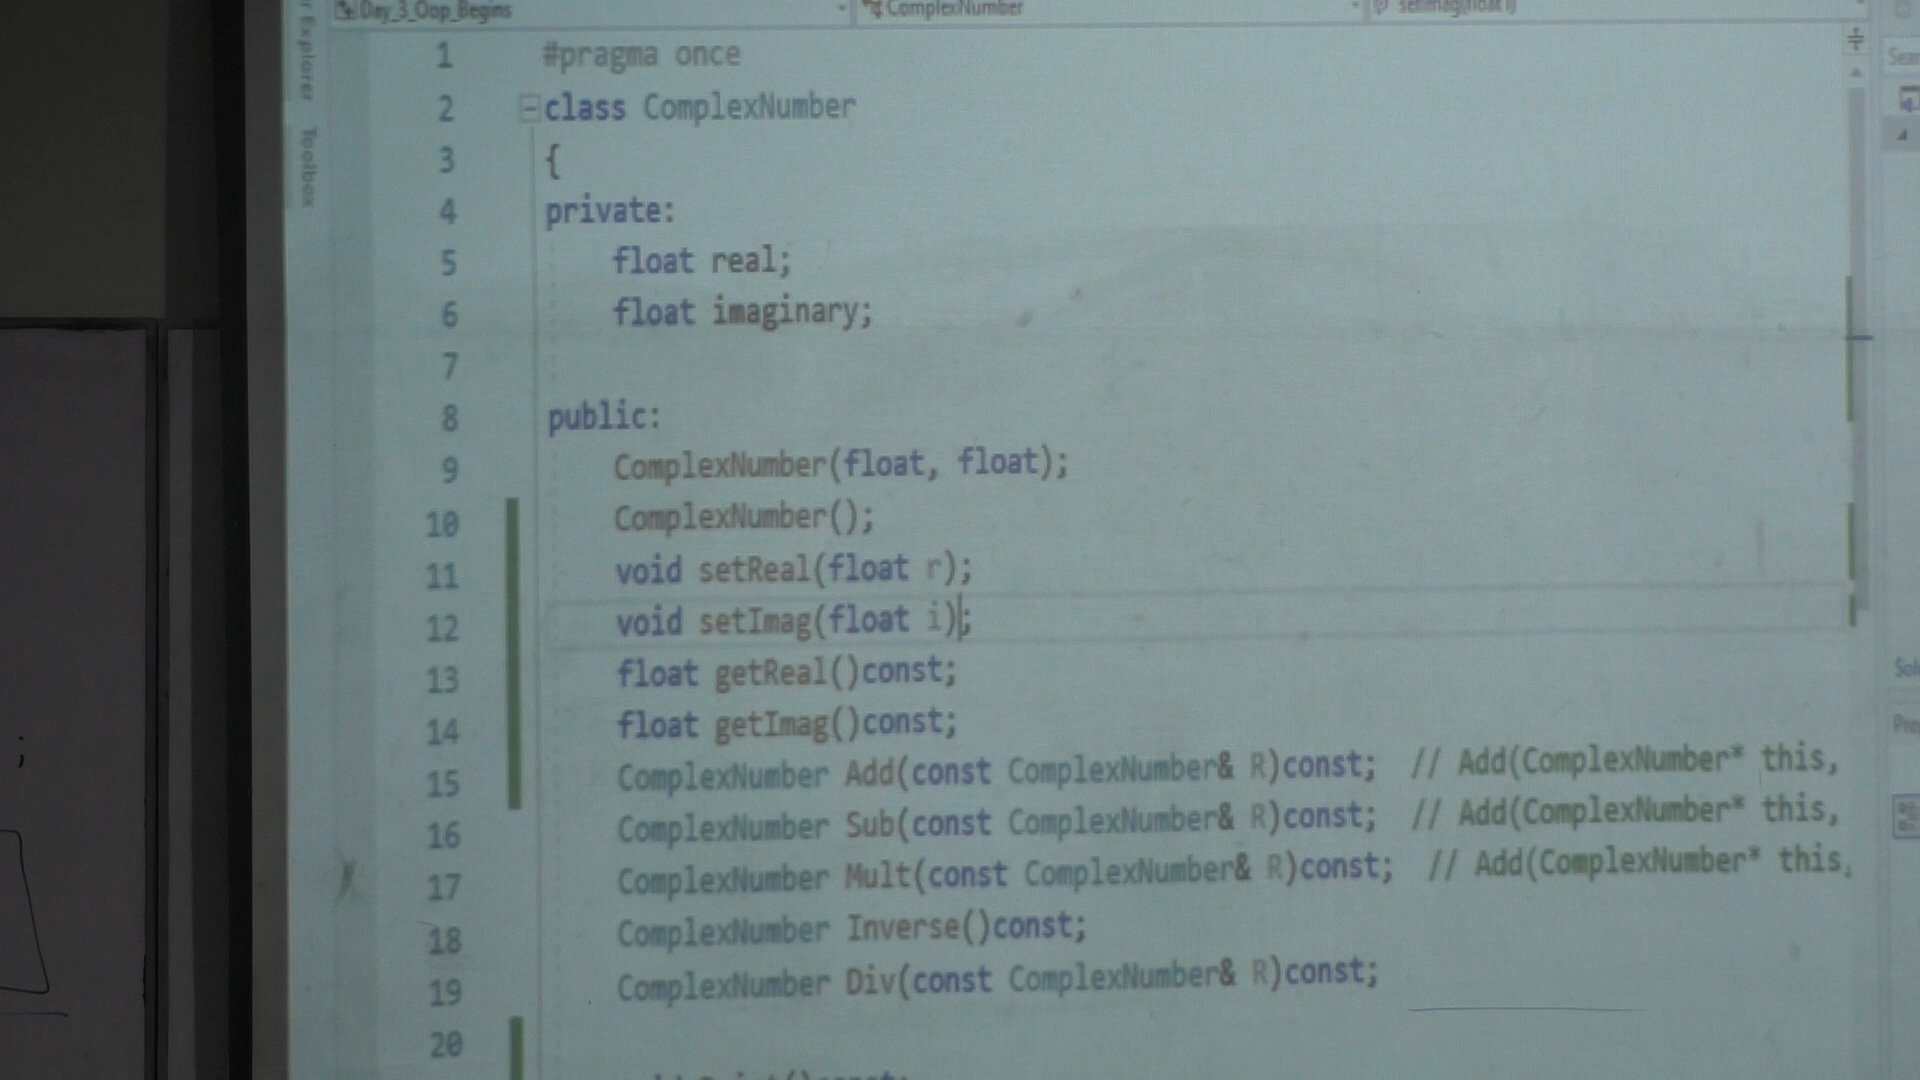 Day_3_Oop_Begins ComplexNumber setImag(float i)
r Explorer
Toolbox
1 #pragma once
2 class ComplexNumber
3 {
4 private:
5 float real;
6 float imaginary;
7
8 public:
9 ComplexNumber(float, float);
10 ComplexNumber();
11 void setReal(float r);
12 void setImag(float i);
13 float getReal()const;
14 float getImag()const;
15 ComplexNumber Add(const ComplexNumber& R)const; // Add(ComplexNumber* this,
16 ComplexNumber Sub(const ComplexNumber& R)const; // Add(ComplexNumber* this,
17 ComplexNumber Mult(const ComplexNumber& R)const; // Add(ComplexNumber* this,
18 ComplexNumber Inverse()const;
19 ComplexNumber Div(const ComplexNumber& R)const;
20
;